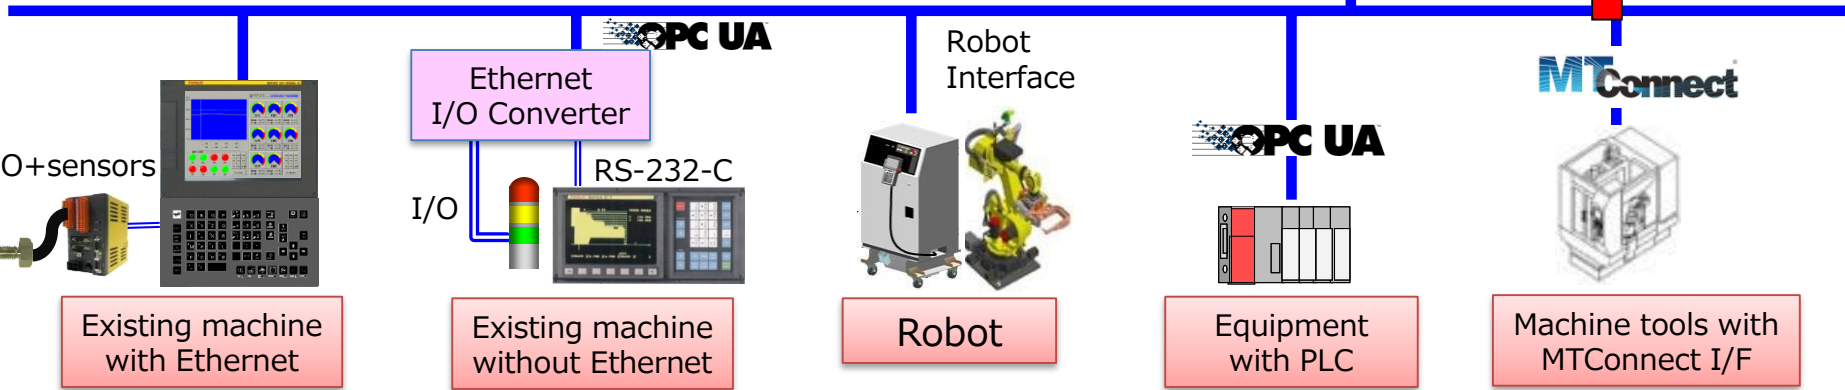 OPC UA
Ethernet
I/O Converter
Robot
Interface
MTConnect
OPC UA
O+sensors
RS-232-C
I/O
Existing machine
with Ethernet
Existing machine
without Ethernet
Robot
Equipment
with PLC
Machine tools with
MTConnect I/F